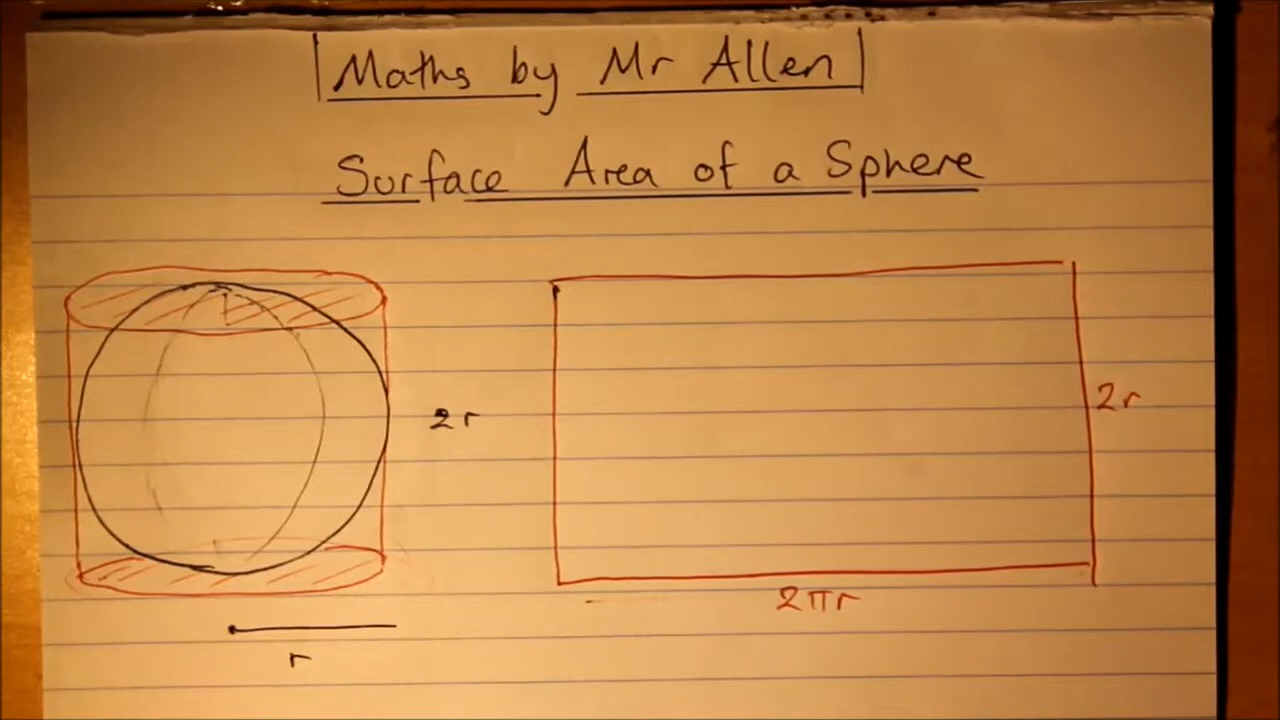 Maths by Mr Allen
Surface Area of a Sphere
2r
2r
2πr
r